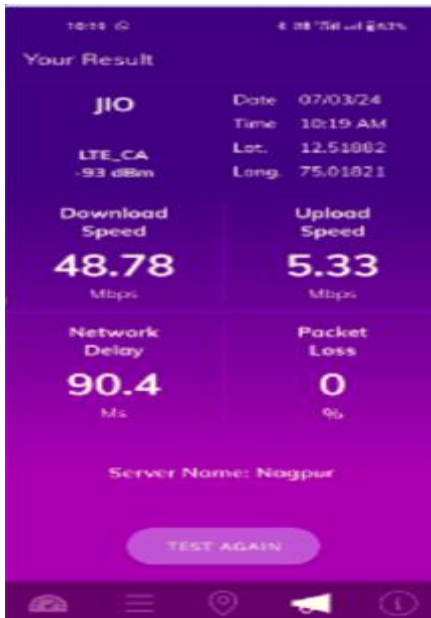 10:19
Your Result
JIO
LTE_CA
-93 dBm
Date 07/03/24
Time 10:19 AM
Lat. 12.51882
Long. 75.01821
Download
Speed
48.78
Mbps
Upload
Speed
5.33
Mbps
Network
Delay
90.4
Ms
Packet
Loss
0
%
Server Name: Nagpur
TEST AGAIN